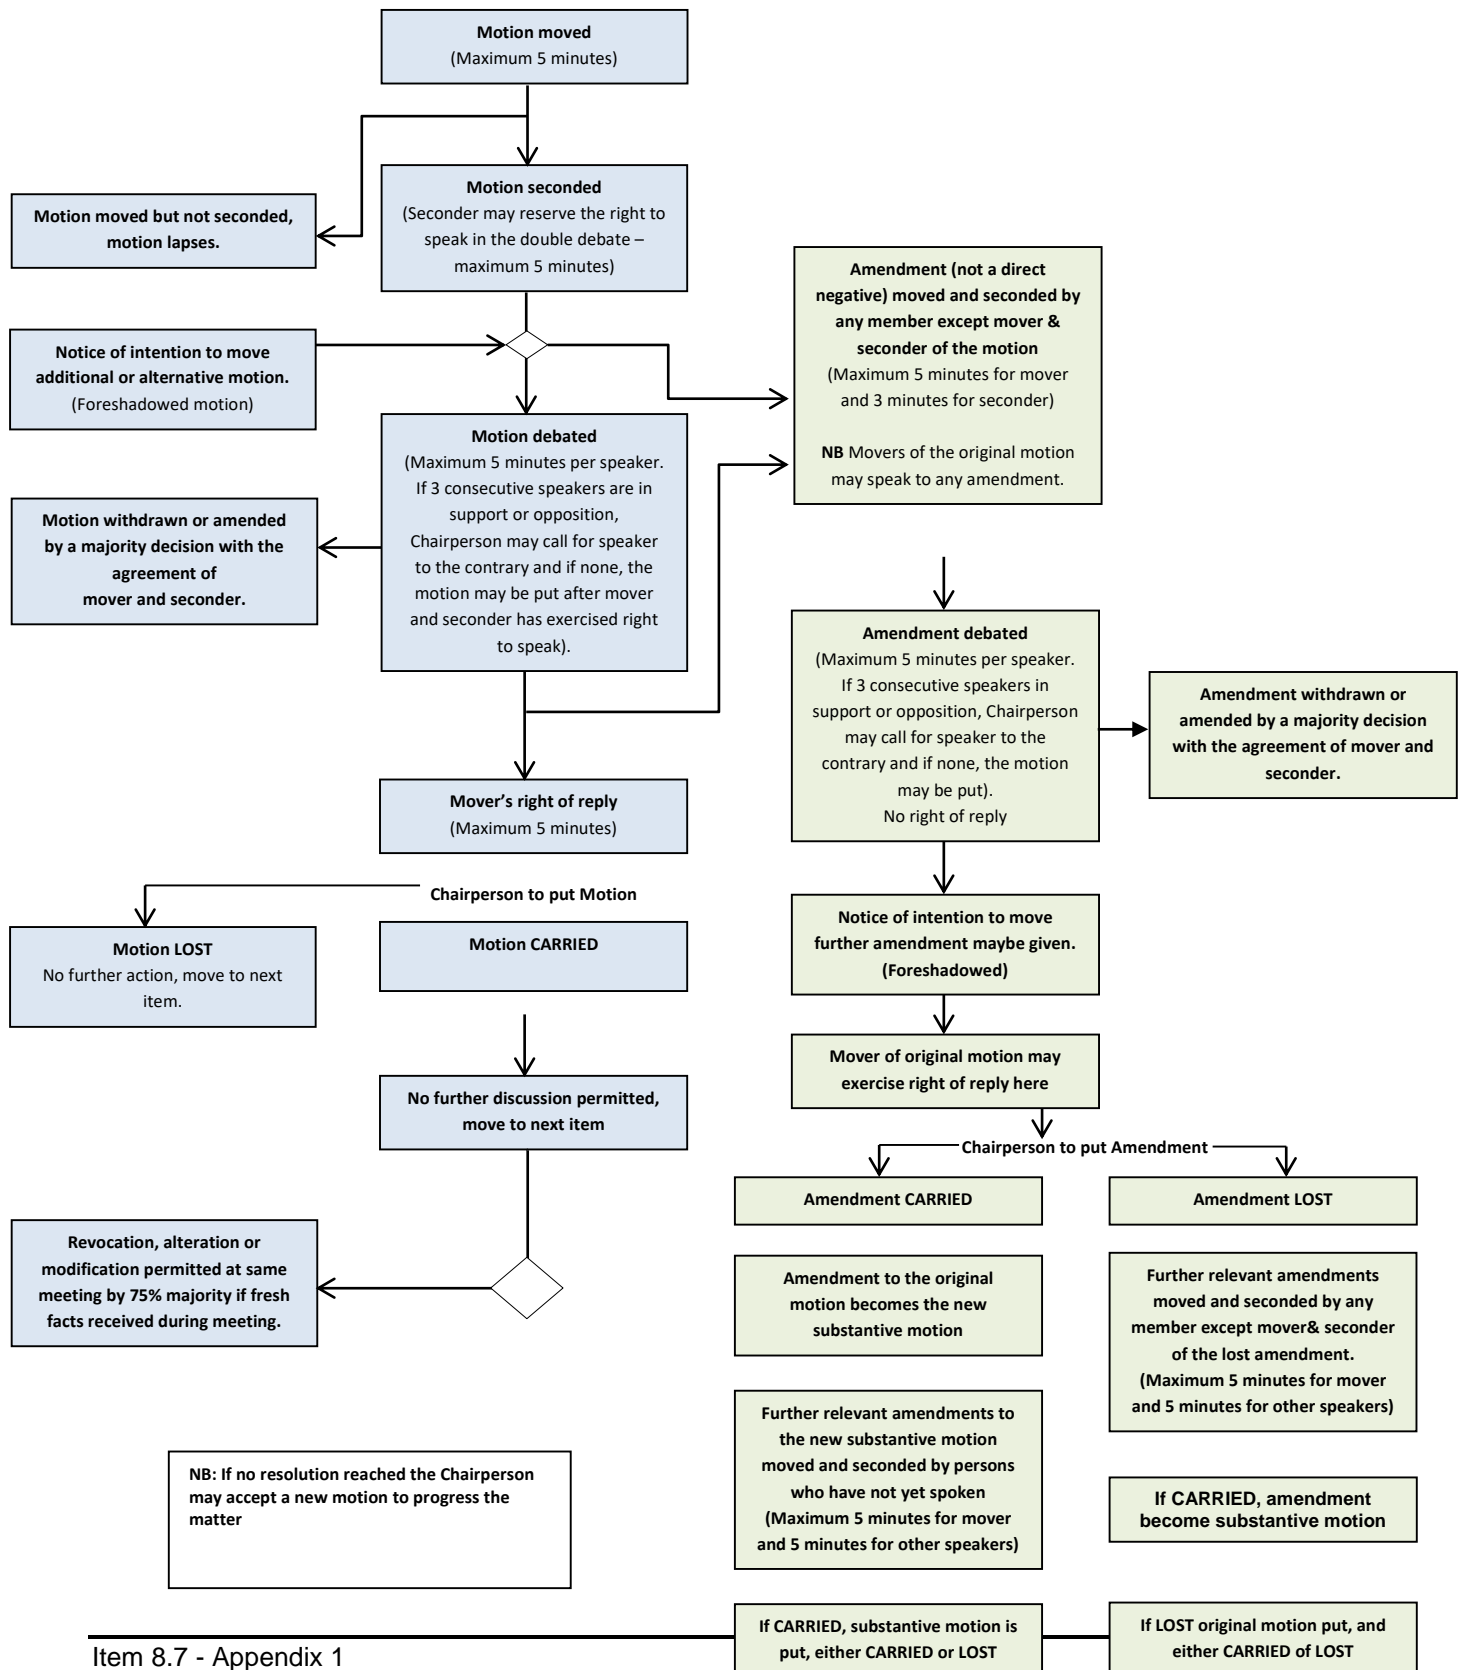 Motion moved
(Maximum 5 minutes)
Motion seconded
(Seconder may reserve the right to
speak in the double debate –
maximum 5 minutes)
Motion moved but not seconded,
motion lapses.
Notice of intention to move
additional or alternative motion.
(Foreshadowed motion)
Motion debated
(Maximum 5 minutes per speaker.
If 3 consecutive speakers are in
support or opposition,
Chairperson may call for speaker
to the contrary and if none, the
motion may be put after mover
and seconder has exercised right
to speak).
Motion withdrawn or amended
by a majority decision with the
agreement of
mover and seconder.
Mover’s right of reply
(Maximum 5 minutes)
Chairperson to put Motion
Motion LOST
No further action, move to next
item.
Motion CARRIED
No further discussion permitted,
move to next item
Revocation, alteration or
modification permitted at same
meeting by 75% majority if fresh
facts received during meeting.
NB: If no resolution reached the Chairperson
may accept a new motion to progress the
matter
Amendment (not a direct
negative) moved and seconded by
any member except mover &
seconder of the motion
(Maximum 5 minutes for mover
and 3 minutes for seconder)
NB Movers of the original motion
may speak to any amendment.
Amendment debated
(Maximum 5 minutes per speaker.
If 3 consecutive speakers in
support or opposition, Chairperson
may call for speaker to the
contrary and if none, the motion
may be put).
No right of reply
Amendment withdrawn or
amended by a majority decision
with the agreement of mover and
seconder.
Notice of intention to move
further amendment maybe given.
(Foreshadowed)
Mover of original motion may
exercise right of reply here
Chairperson to put Amendment
Amendment CARRIED
Amendment to the original
motion becomes the new
substantive motion
Further relevant amendments to
the new substantive motion
moved and seconded by persons
who have not yet spoken
(Maximum 5 minutes for mover
and 5 minutes for other speakers)
If CARRIED, substantive motion is
put, either CARRIED or LOST
Amendment LOST
Further relevant amendments
moved and seconded by any
member except mover& seconder
of the lost amendment.
(Maximum 5 minutes for mover
and 5 minutes for other speakers)
If CARRIED, amendment
become substantive motion
If LOST original motion put, and
either CARRIED of LOST
Item 8.7 - Appendix 1